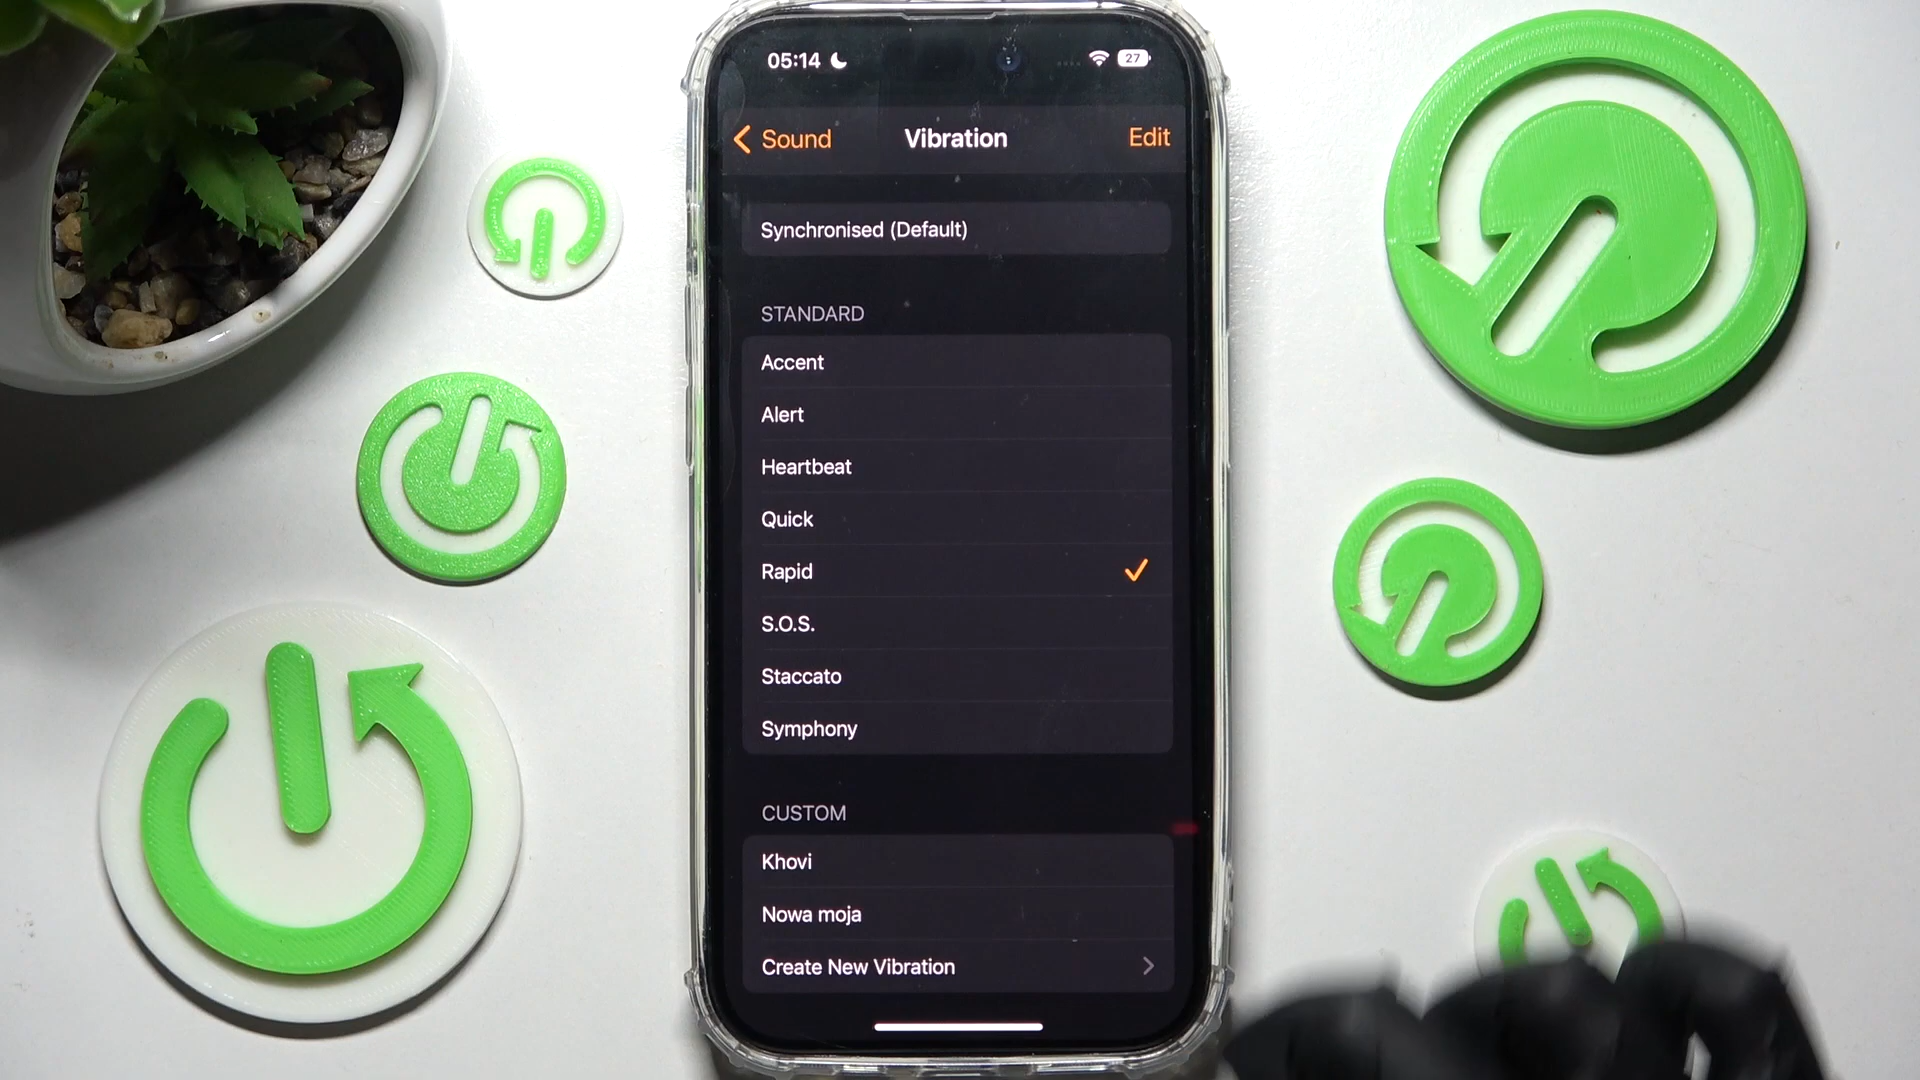 05:14
27
Sound
Vibration
Edit
Synchronised (Default)
STANDARD
Accent
Alert
Heartbeat
Quick
Rapid
S.O.S.
Staccato
Symphony
CUSTOM
Khovi
Nowa moja
Create New Vibration